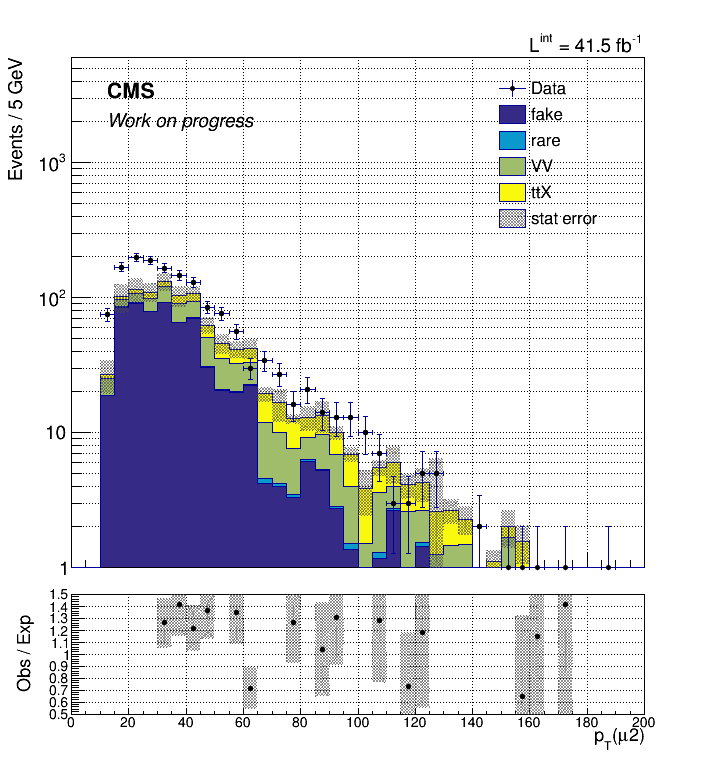 L^int = 41.5 fb^-1
Events / 5 GeV
CMS
Work on progress
Data
fake
rare
VV
ttX
stat error
10^3
10^2
10
1
Obs / Exp
1.5
1.4
1.3
1.2
1.1
1
0.9
0.8
0.7
0.6
0.5
0 20 40 60 80 100 120 140 160 180 200
p_T(μ2)